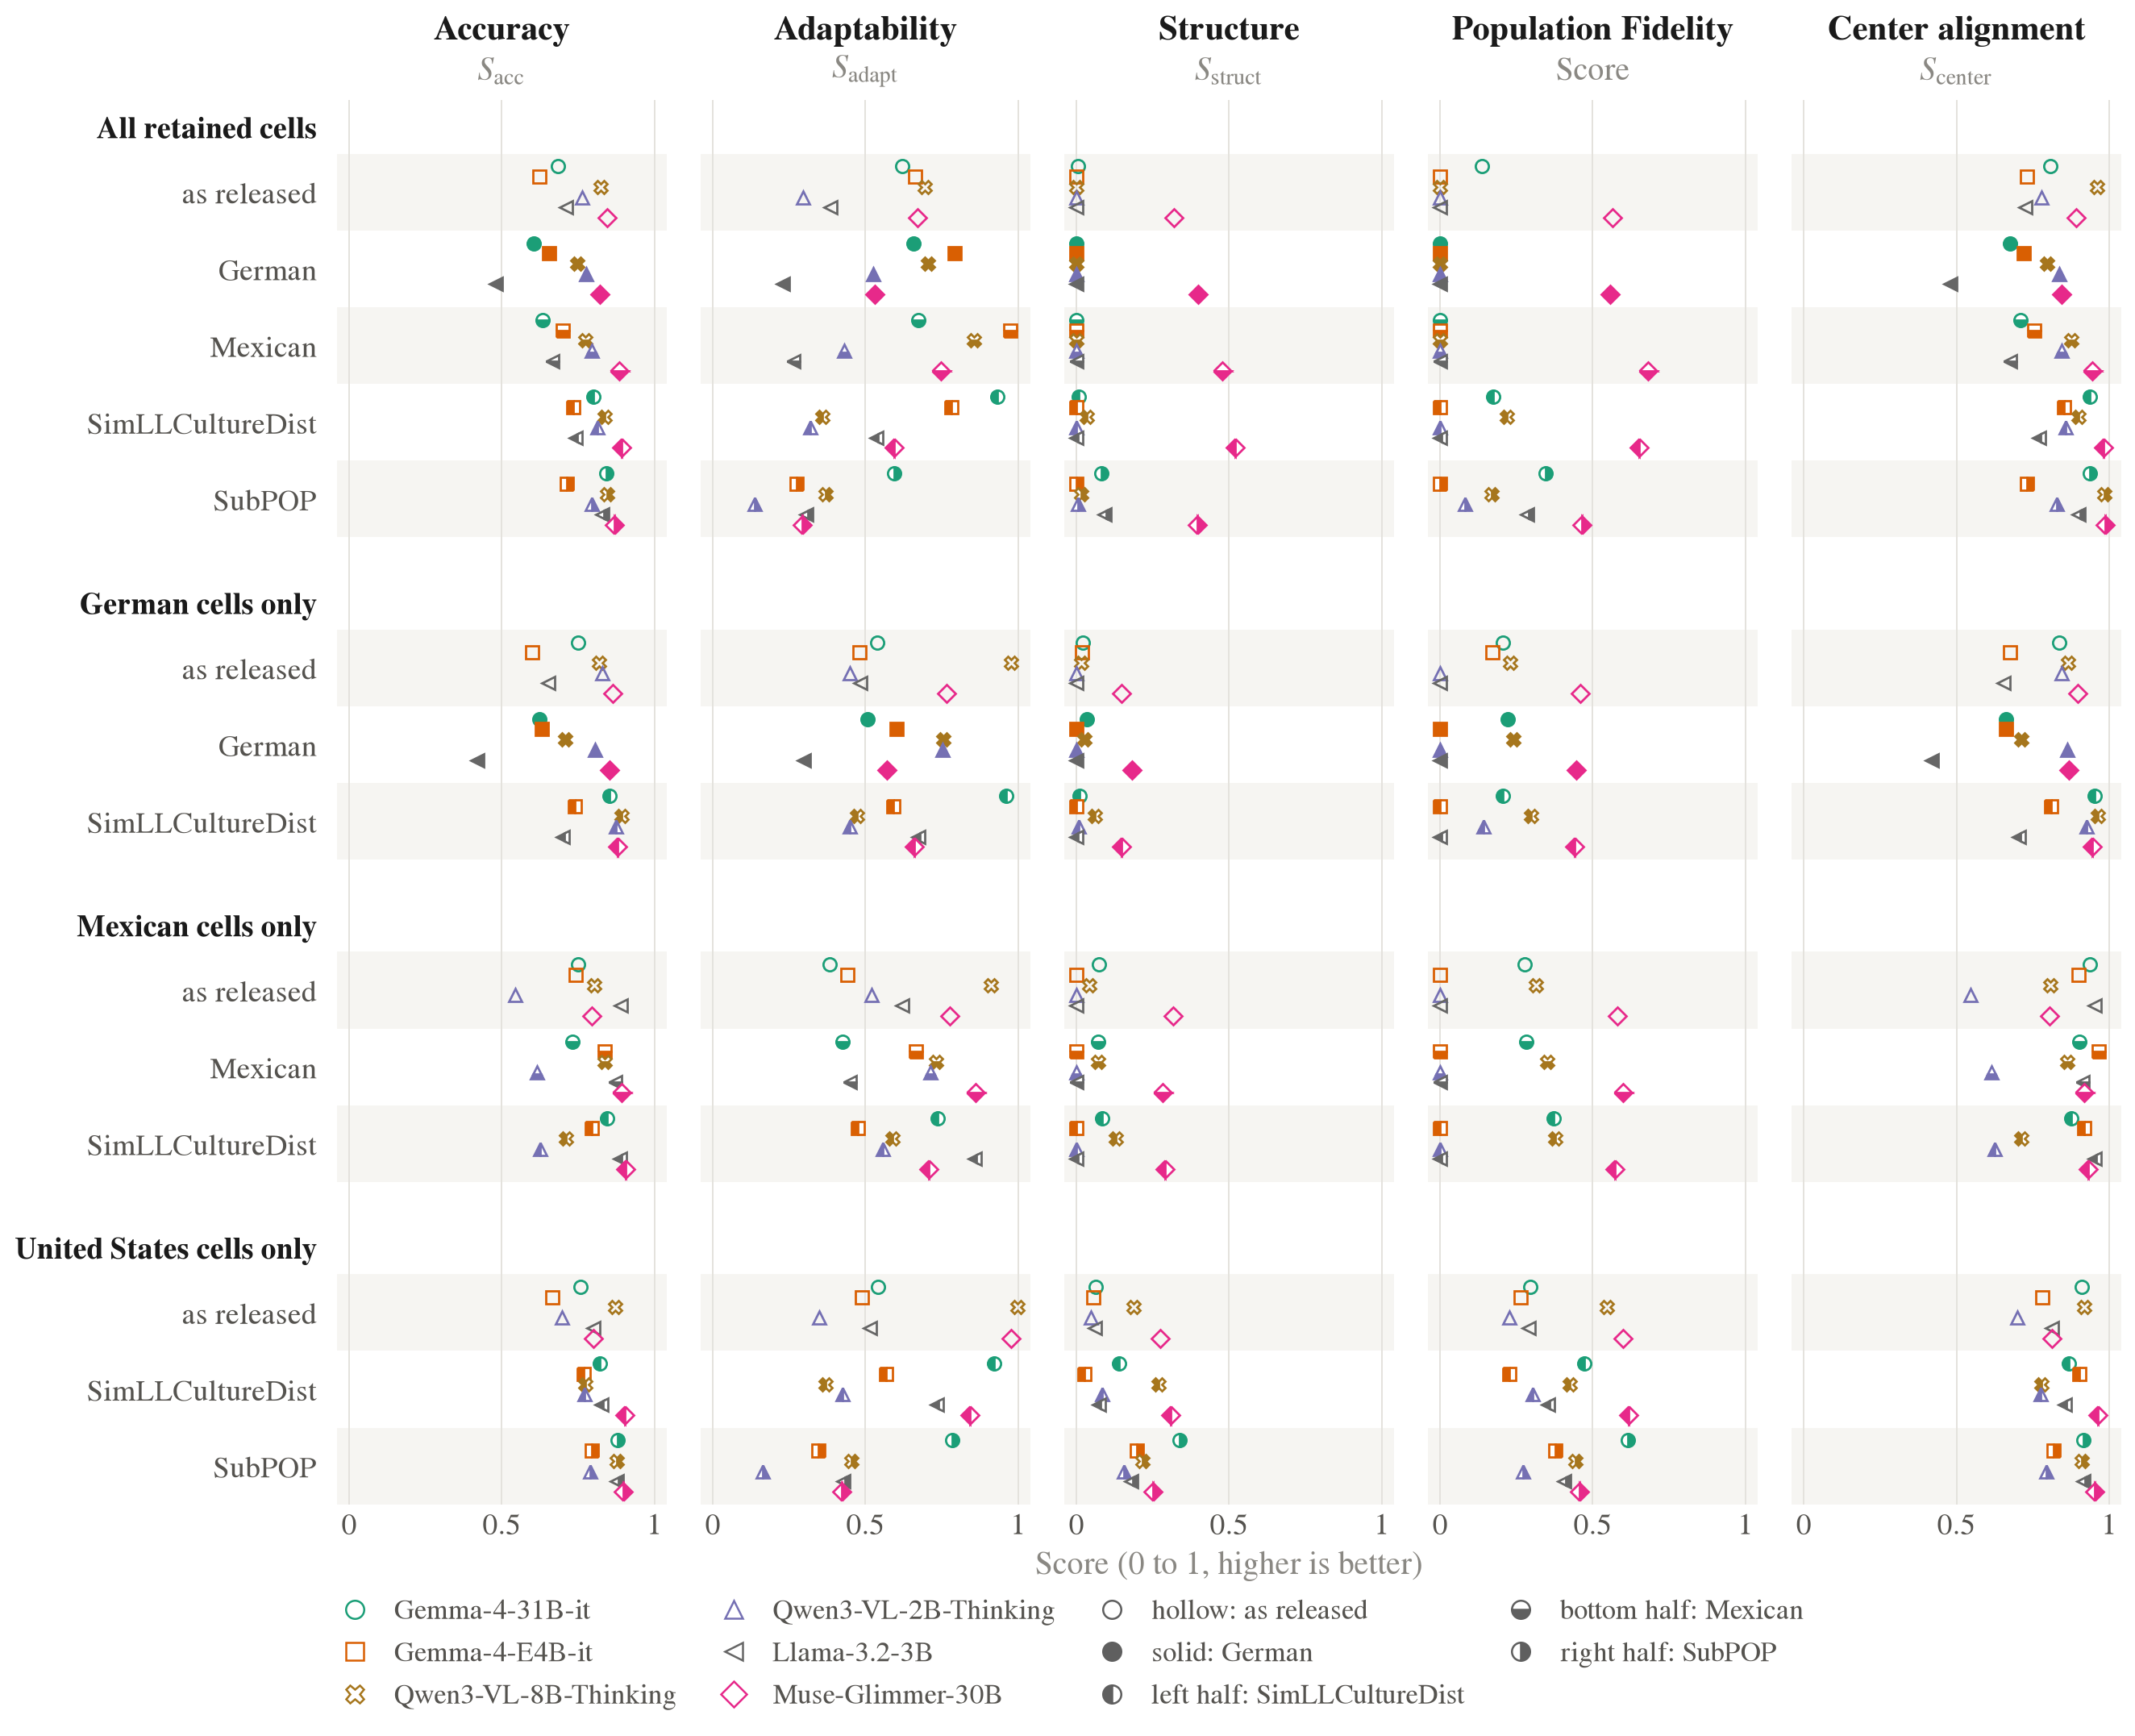 Accuracy Adaptability Structure Population Fidelity Center alignment
S_acc S_adapt S_struct Score S_center
All retained cells
as released
German
Mexican
SimLLCultureDist
SubPOP
German cells only
as released
German
SimLLCultureDist
Mexican cells only
as released
Mexican
SimLLCultureDist
United States cells only
as released
SimLLCultureDist
SubPOP
0 0.5 1 0 0.5 1 0 0.5 1 0 0.5 1 0 0.5 1
Score (0 to 1, higher is better)
Gemma-4-31B-it Qwen3-VL-2B-Thinking hollow: as released bottom half: Mexican
Gemma-4-E4B-it Llama-3.2-3B solid: German right half: SubPOP
Qwen3-VL-8B-Thinking Muse-Glimmer-30B left half: SimLLCultureDist